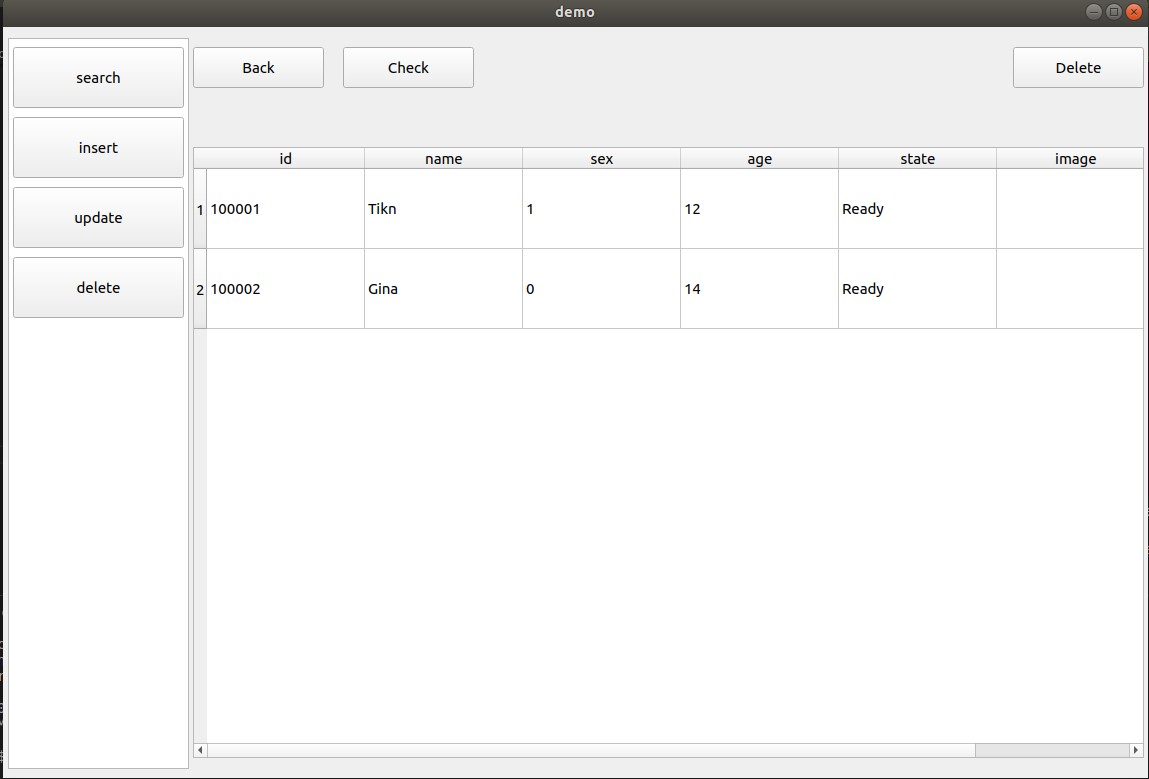 demo
search
insert
update
delete
Back Check Delete
id name sex age state image
1 100001 Tikn 1 12 Ready
2 100002 Gina 0 14 Ready